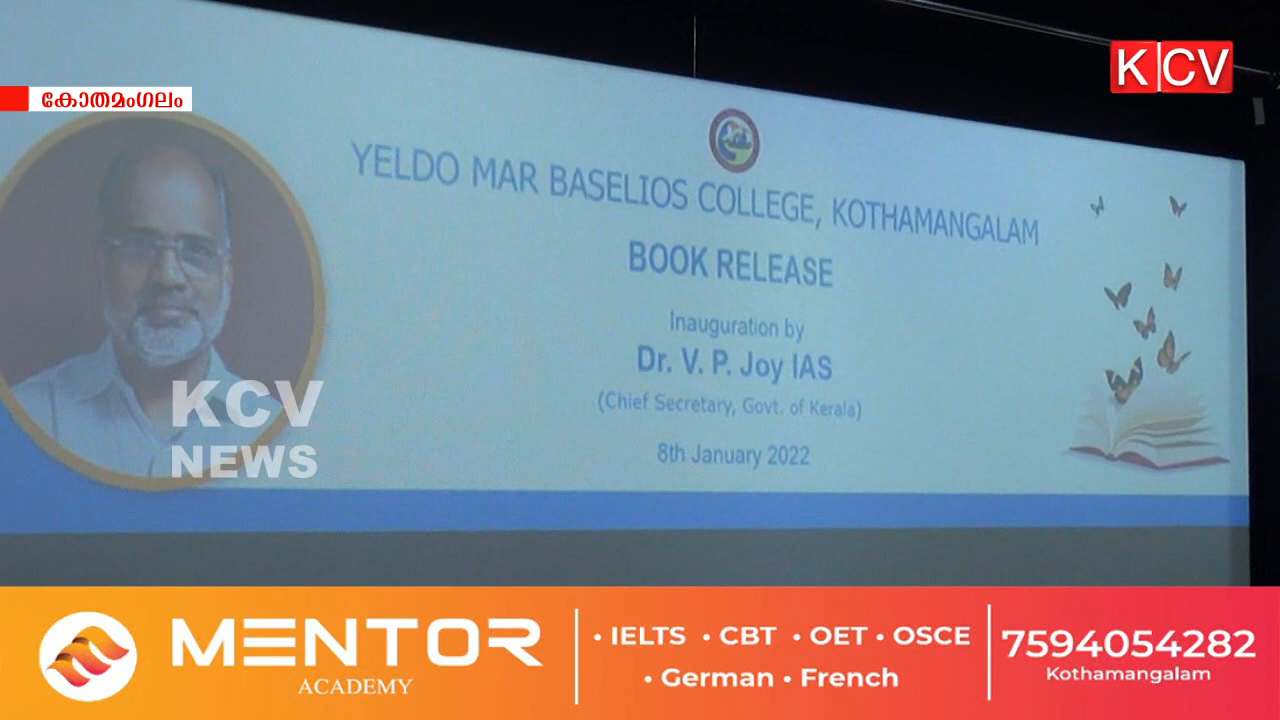 KCV
കോതമംഗലം
YELDO MAR BASELIOS COLLEGE, KOTHAMANGALAM
BOOK RELEASE
Inauguration by
Dr. V. P. Joy IAS
(Chief Secretary, Govt. of Kerala)
8th January 2022
KCV
NEWS
MENTOR
ACADEMY
• IELTS • CBT • OET • OSCE
• German • French
7594054282
Kothamangalam